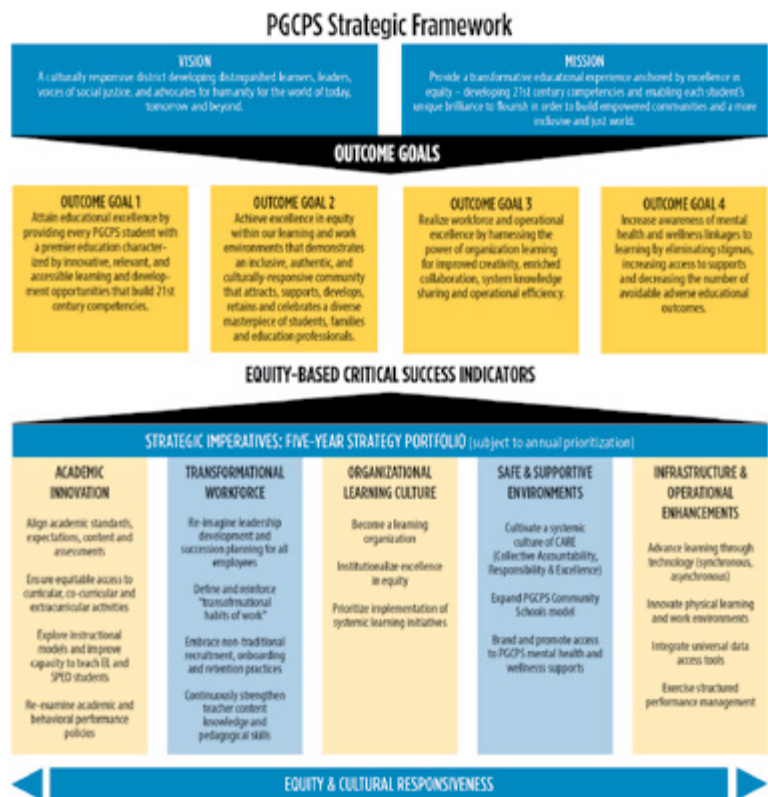 PGCPS Strategic Framework
VISION
A culturally responsive district developing distinguished learners, leaders,
voices of social justice, and advocates for humanity for the world of today,
tomorrow and beyond.
MISSION
Provide a transformative educational experience anchored by excellence in
equity – developing 21st century competencies and enabling each student's
unique brilliance to flourish in order to build empowered communities and a more
inclusive and just world.
OUTCOME GOALS
OUTCOME GOAL 1
Attain educational excellence by
providing every PGCPS student with
a premier education character-
ized by innovative, relevant, and
accessible learning and develop-
ment opportunities that build 21st
century competencies.
OUTCOME GOAL 2
Achieve excellence in equity
within our learning and work
environments that demonstrates
an inclusive, authentic, and
culturally-responsive community
that attracts, supports, develops,
retains and celebrates a diverse
masterpiece of students, families
and education professionals.
OUTCOME GOAL 3
Realize workforce and operational
excellence by harnessing the
power of organization learning
for improved creativity, enriched
collaboration, system knowledge
sharing and operational efficiency.
OUTCOME GOAL 4
Increase awareness of mental
health and wellness linkages to
learning by eliminating stigmas,
increasing access to supports
and decreasing the number of
avoidable adverse educational
outcomes.
EQUITY-BASED CRITICAL SUCCESS INDICATORS
STRATEGIC IMPERATIVES: FIVE-YEAR STRATEGY PORTFOLIO (subject to annual prioritization)
ACADEMIC
INNOVATION
Align academic standards,
expectations, content and
assessments
Ensure equitable access to
curricular, co-curricular and
extracurricular activities
Explore instructional
models and improve
capacity to teach EL and
SPED students
Re-examine academic and
behavioral performance
policies
TRANSFORMATIONAL
WORKFORCE
Re-imagine leadership
development and
succession planning for all
employees
Define and reinforce
"transformational
habits of work"
Embrace non-traditional
recruitment, onboarding
and retention practices
Continuously strengthen
teacher content
knowledge and
pedagogical skills
ORGANIZATIONAL
LEARNING CULTURE
Become a learning
organization
Institutionalize excellence
in equity
Prioritize implementation of
systemic learning initiatives
SAFE & SUPPORTIVE
ENVIRONMENTS
Cultivate a systemic
culture of CARE
(Collective Accountability,
Responsibility & Excellence)
Expand PGCPS Community
Schools model
Brand and promote access
to PGCPS mental health and
wellnesss supports
INFRASTRUCTURE &
OPERATIONAL
ENHANCEMENTS
Advance learning through
technology (synchronous,
asynchronous)
Innovate physical learning
and work environments
Integrate universal data
access tools
Exercise structured
performance management
EQUITY & CULTURAL RESPONSIVENESS